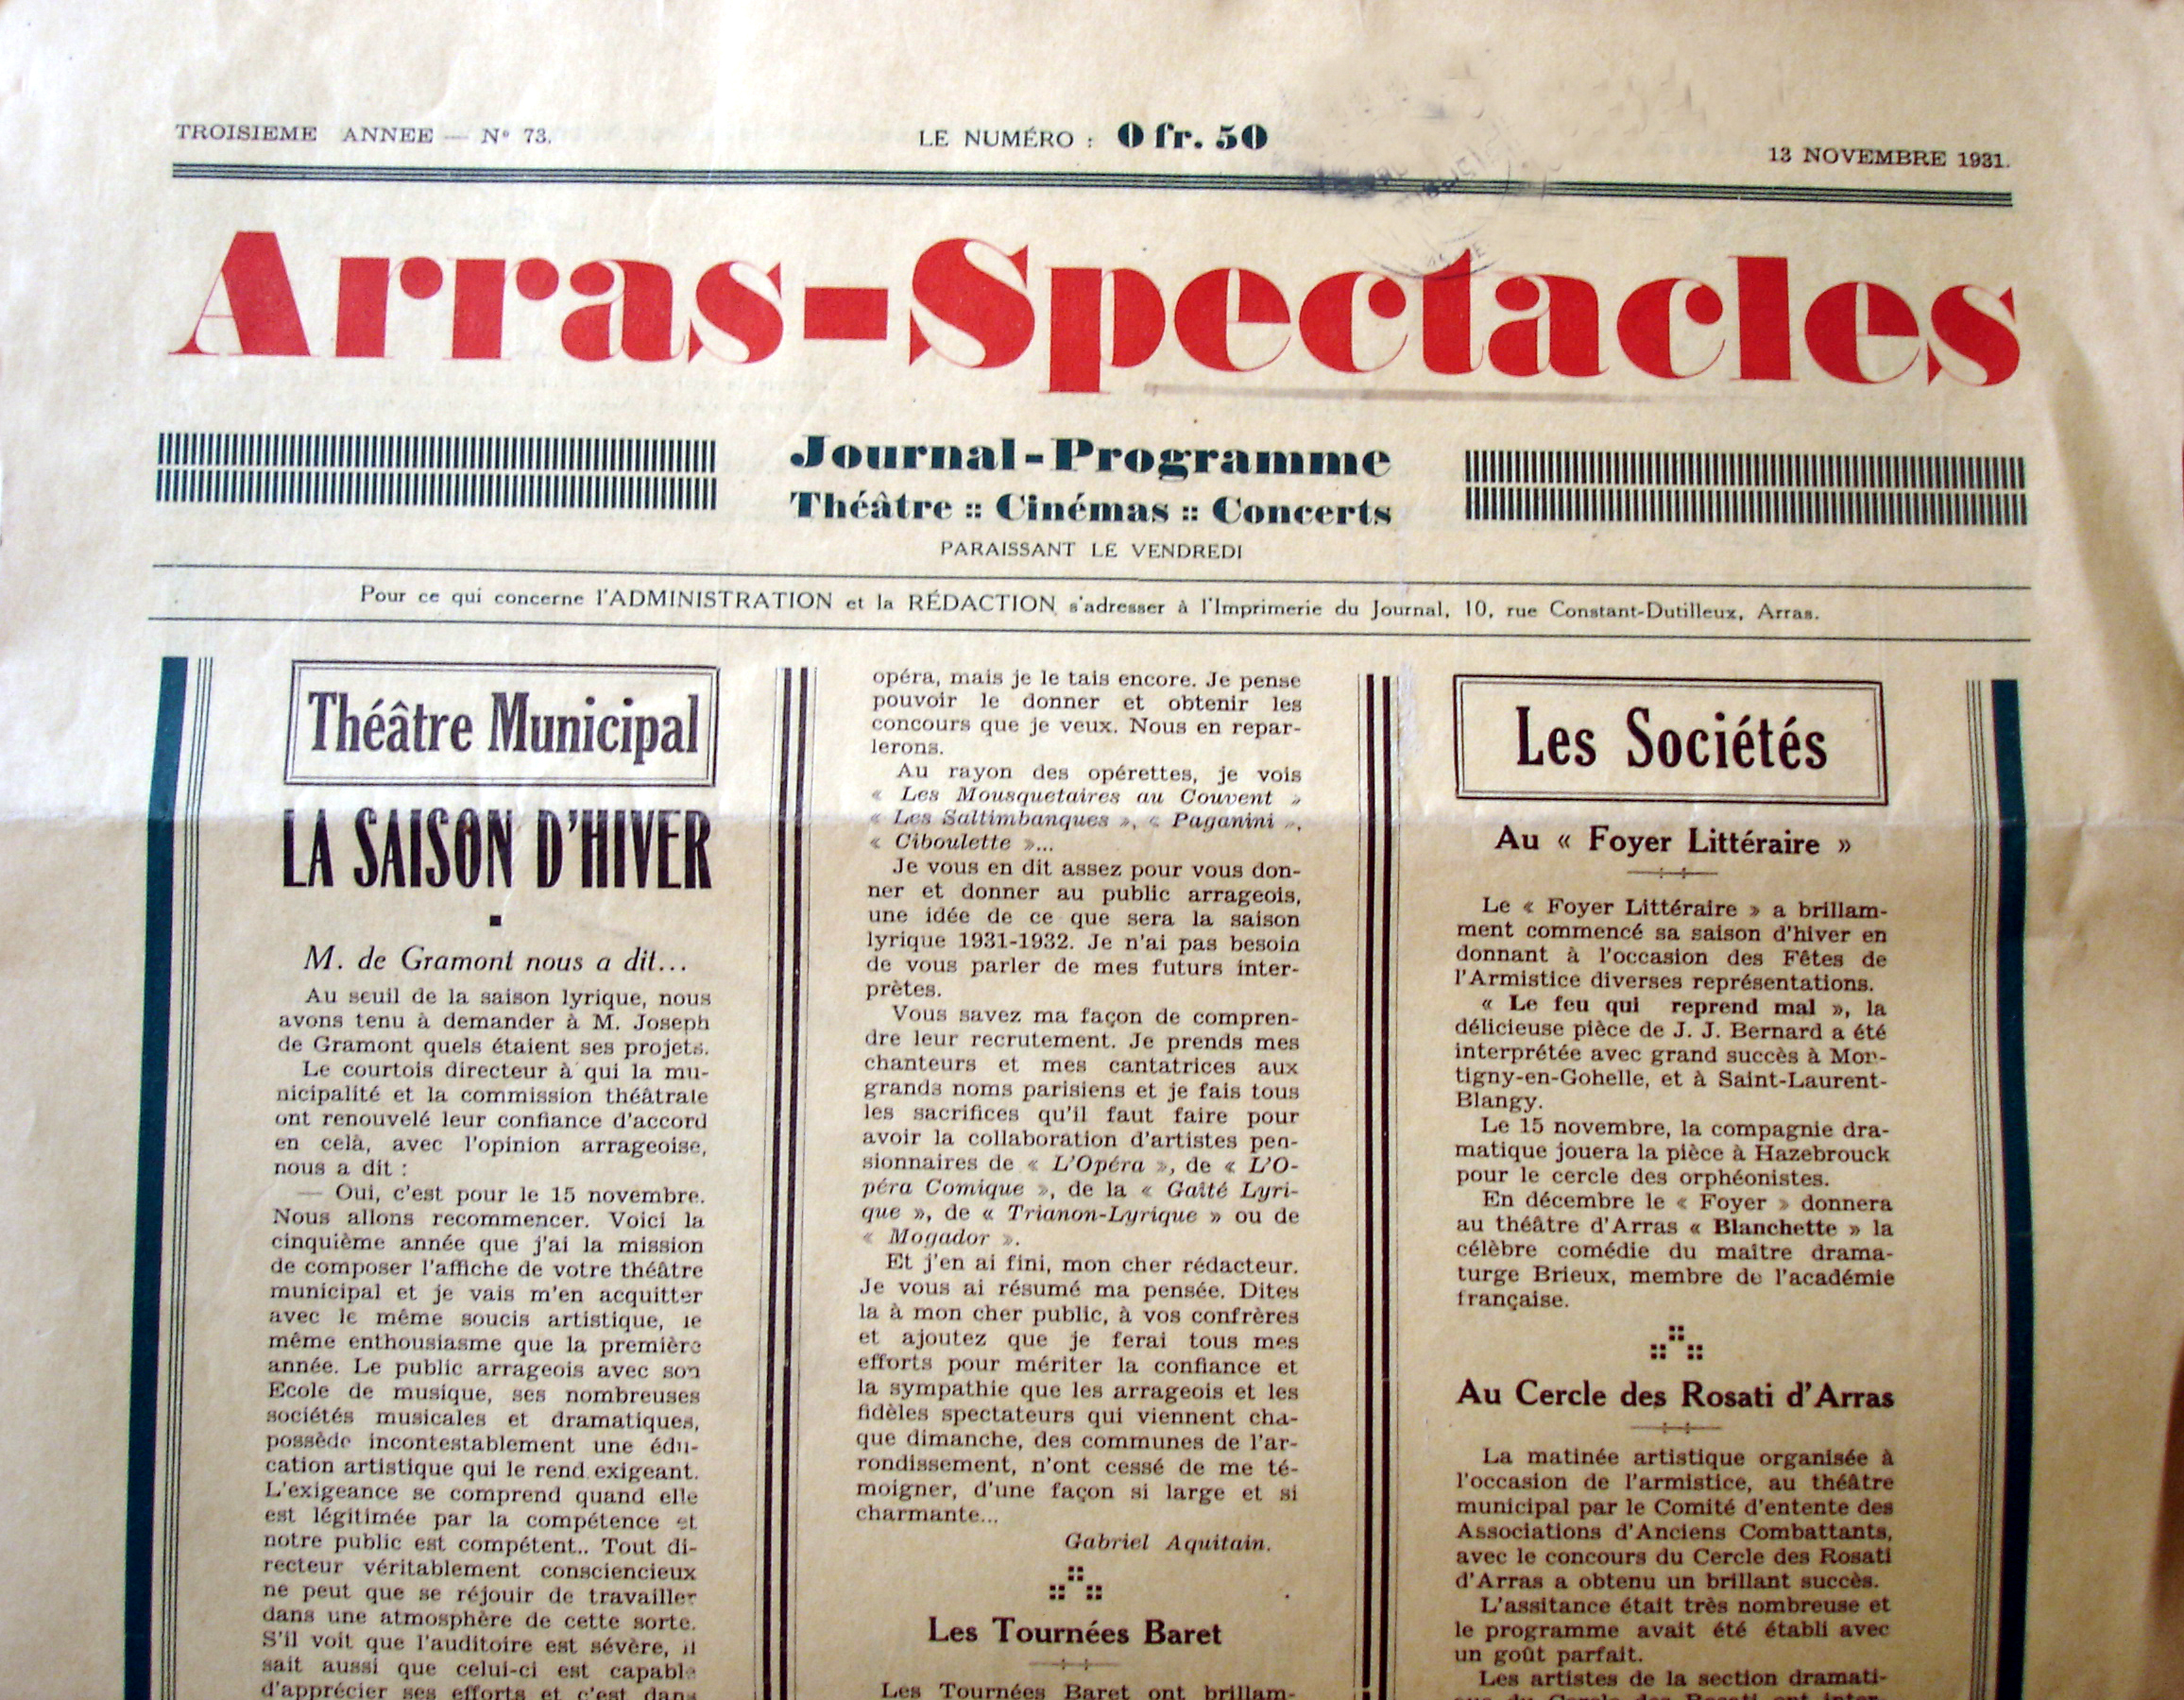 TROISIEME ANNEE — N° 73.
LE NUMÉRO : 0 fr. 50
13 NOVEMBRE 1931.
Arras-Spectacles
Journal-Programme
Théâtre :: Cinémas :: Concerts
PARAISSANT LE VENDREDI
Pour ce qui concerne l'ADMINISTRATION et la RÉDACTION s'adresser à l'Imprimerie du Journal, 10, rue Constant-Dutilleux, Arras.
Théâtre Municipal
LA SAISON D'HIVER
M. de Gramont nous a dit...
Au seuil de la saison lyrique, nous
avons tenu à demander à M. Joseph
de Gramont quels étaient ses projets.
Le courtois directeur à qui la mu-
nicipalité et la commission théâtrale
ont renouvelé leur confiance d'accord
en celà, avec l'opinion arrageoise,
nous a dit :
— Oui, c'est pour le 15 novembre.
Nous allons recommencer. Voici la
cinquième année que j'ai la mission
de composer l'affiche de votre théâtre
municipal et je vais m'en acquitter
avec le même soucis artistique, le
même enthousiasme que la première
année. Le public arrageois avec son
Ecole de musique, ses nombreuses
sociétés musicales et dramatiques,
possède incontestablement une édu-
cation artistique qui le rend exigeant.
L'exigeance se comprend quand elle
est légitimée par la compétence et
notre public est compétent.. Tout di-
recteur véritablement consciencieux
ne peut que se réjouir de travailler
dans une atmosphère de cette sorte.
S'il voit que l'auditoire est sévère, il
sait aussi que celui-ci est capable
d'apprécier ses efforts et c'est dans
opéra, mais je le tais encore. Je pense
pouvoir le donner et obtenir les
concours que je veux. Nous en repar-
lerons.
Au rayon des opérettes, je vois
« Les Mousquetaires au Couvent »
« Les Saltimbanques », « Paganini »,
« Ciboulette »...
Je vous en dit assez pour vous don-
ner et donner au public arrageois,
une idée de ce que sera la saison
lyrique 1931-1932. Je n'ai pas besoin
de vous parler de mes futurs inter-
prètes.
Vous savez ma façon de compren-
dre leur recrutement. Je prends mes
chanteurs et mes cantatrices aux
grands noms parisiens et je fais tous
les sacrifices qu'il faut faire pour
avoir la collaboration d'artistes pen-
sionnaires de « L'Opéra », de « L'O-
péra Comique », de la « Gaîté Lyri-
que », de « Trianon-Lyrique » ou de
« Mogador ».
Et j'en ai fini, mon cher rédacteur.
Je vous ai résumé ma pensée. Dites
la à mon cher public, à vos confrères
et ajoutez que je ferai tous mes
efforts pour mériter la confiance et
la sympathie que les arrageois et les
fidèles spectateurs qui viennent cha-
que dimanche, des communes de l'ar-
rondissement, n'ont cessé de me té-
moigner, d'une façon si large et si
charmante...
Gabriel Aquitain.
Les Tournées Baret
Les Tournées Baret ont brillam-
Les Sociétés
Au « Foyer Littéraire »
Le « Foyer Littéraire » a brillam-
ment commencé sa saison d'hiver en
donnant à l'occasion des Fêtes de
l'Armistice diverses représentations.
« Le feu qui reprend mal », la
délicieuse pièce de J. J. Bernard a été
interprétée avec grand succès à Mon-
tigny-en-Gohelle, et à Saint-Laurent-
Blangy.
Le 15 novembre, la compagnie dra-
matique jouera la pièce à Hazebrouck
pour le cercle des orphéonistes.
En décembre le « Foyer » donnera
au théâtre d'Arras « Blanchette » la
célèbre comédie du maître drama-
turge Brieux, membre de l'académie
française.
Au Cercle des Rosati d'Arras
La matinée artistique organisée à
l'occasion de l'armistice, au théâtre
municipal par le Comité d'entente des
Associations d'Anciens Combattants,
avec le concours du Cercle des Rosati
d'Arras a obtenu un brillant succès.
L'assitance était très nombreuse et
le programme avait été établi avec
un goût parfait.
Les artistes de la section dramati-